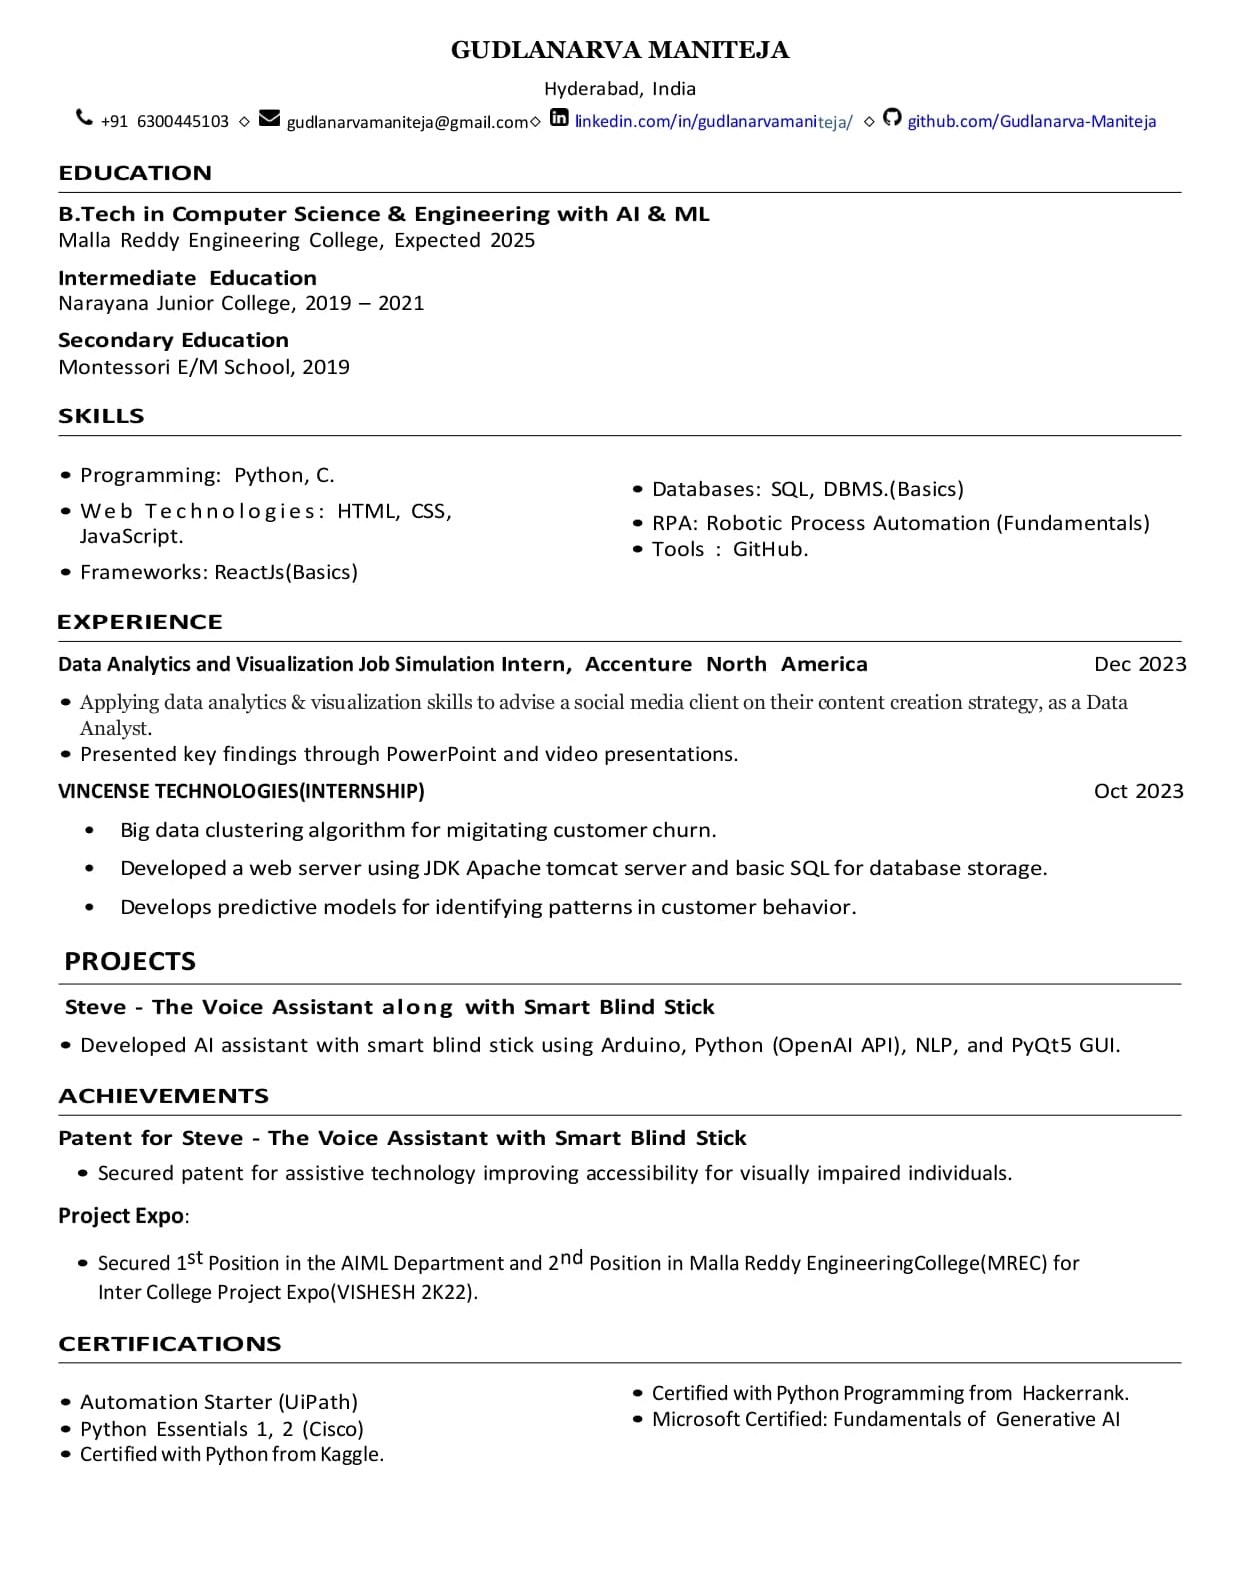 GUDLANARVA MANITEJA
Hyderabad, India
+91 6300445103 ◇ gudlanarvamaniteja@gmail.com◇ linkedin.com/in/gudlanarvamaniteja/ ◇ github.com/Gudlanarva-Maniteja
EDUCATION
B.Tech in Computer Science & Engineering with AI & ML
Malla Reddy Engineering College, Expected 2025
Intermediate Education
Narayana Junior College, 2019 – 2021
Secondary Education
Montessori E/M School, 2019
SKILLS
• Programming: Python, C.
• Web Technologies: HTML, CSS,
JavaScript.
• Frameworks: ReactJs(Basics)
• Databases: SQL, DBMS.(Basics)
• RPA: Robotic Process Automation (Fundamentals)
• Tools : GitHub.
EXPERIENCE
Data Analytics and Visualization Job Simulation Intern, Accenture North America Dec 2023
• Applying data analytics & visualization skills to advise a social media client on their content creation strategy, as a Data
Analyst.
• Presented key findings through PowerPoint and video presentations.
VINCENSE TECHNOLOGIES(INTERNSHIP) Oct 2023
• Big data clustering algorithm for migitating customer churn.
• Developed a web server using JDK Apache tomcat server and basic SQL for database storage.
• Develops predictive models for identifying patterns in customer behavior.
PROJECTS
Steve - The Voice Assistant along with Smart Blind Stick
• Developed AI assistant with smart blind stick using Arduino, Python (OpenAI API), NLP, and PyQt5 GUI.
ACHIEVEMENTS
Patent for Steve - The Voice Assistant with Smart Blind Stick
• Secured patent for assistive technology improving accessibility for visually impaired individuals.
Project Expo:
• Secured 1st Position in the AIML Department and 2nd Position in Malla Reddy EngineeringCollege(MREC) for
Inter College Project Expo(VISHESH 2K22).
CERTIFICATIONS
• Automation Starter (UiPath)
• Python Essentials 1, 2 (Cisco)
• Certified with Python from Kaggle.
• Certified with Python Programming from Hackerrank.
• Microsoft Certified: Fundamentals of Generative AI